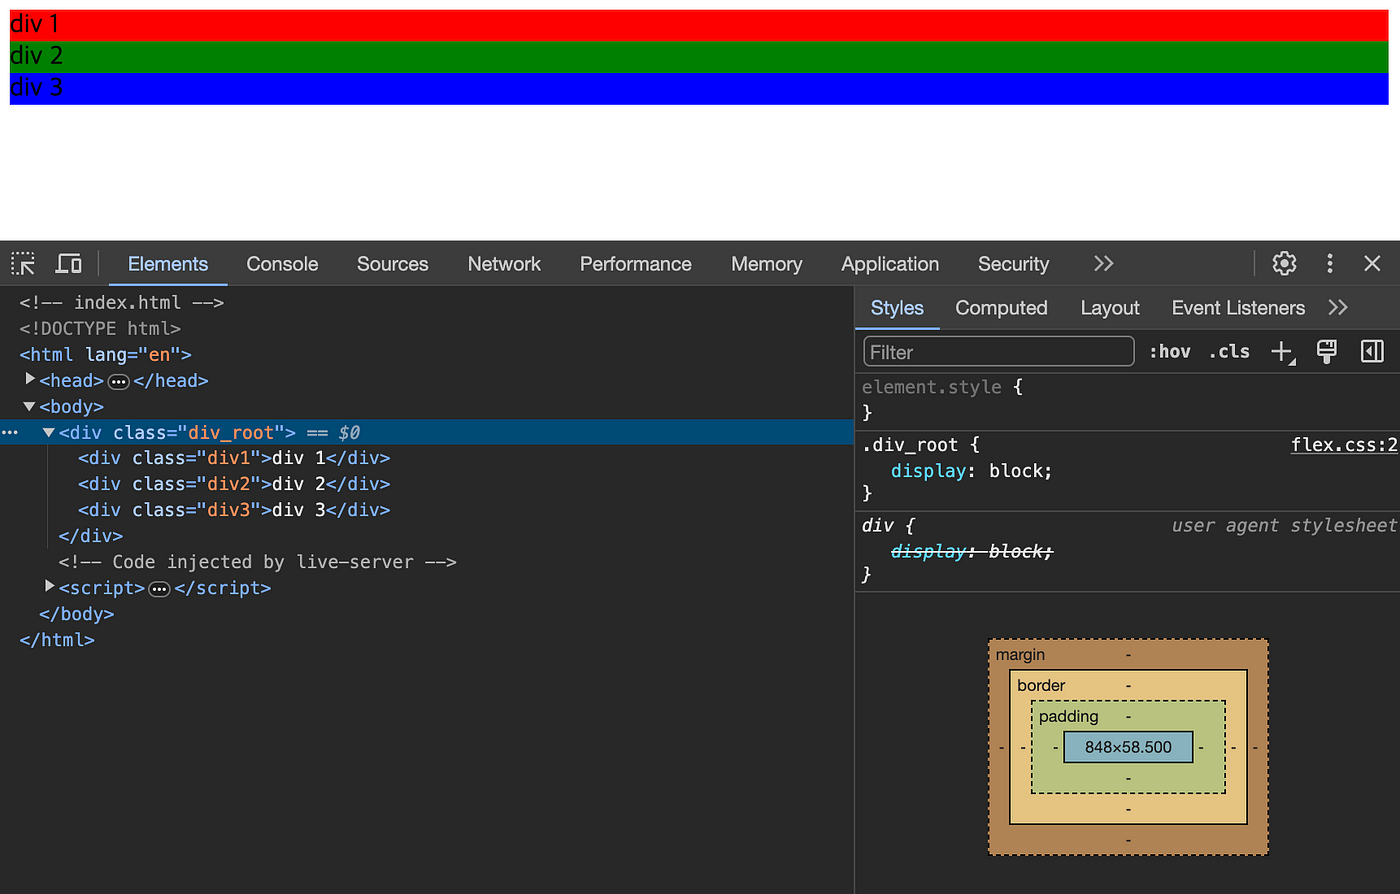 div 1
div 2
div 3
Elements Console Sources Network Performance Memory Application Security
<!-- index.html -->
<!DOCTYPE html>
<html lang="en">
<head> ⋯ </head>
<body>
<div class="div_root"> == $0
<div class="div1">div 1</div>
<div class="div2">div 2</div>
<div class="div3">div 3</div>
</div>
<!-- Code injected by live-server -->
<script> ⋯ </script>
</body>
</html>
Styles Computed Layout Event Listeners
Filter :hov .cls
element.style {
}
.div_root { flex.css:2
display: block;
}
div { user agent stylesheet
display: block;
}
margin -
border -
padding -
- - - 848×58.500 - - -
-
-
-